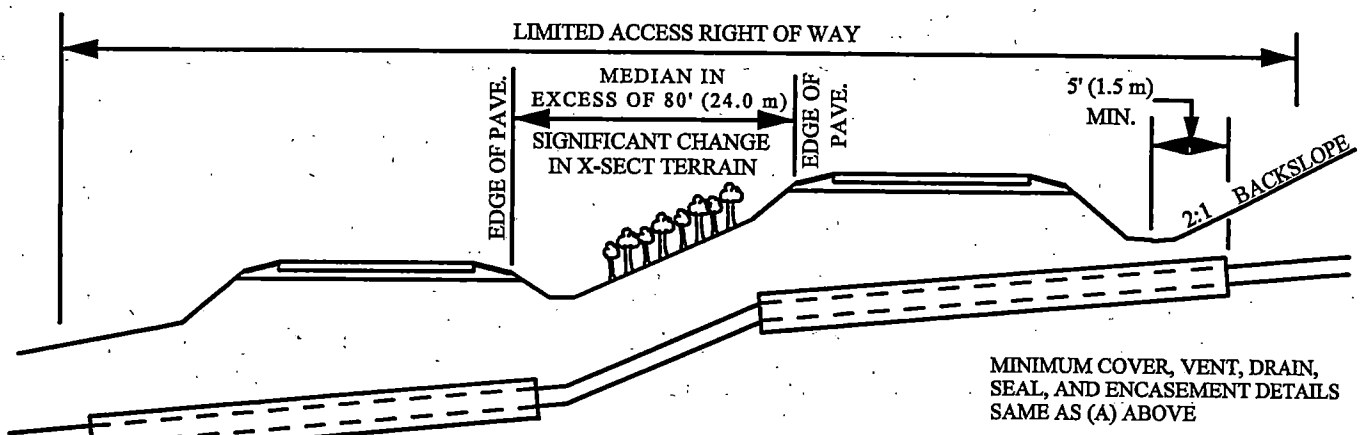 LIMITED ACCESS RIGHT OF WAY
EDGE OF PAVE.
MEDIAN IN
EXCESS OF 80' (24.0 m)
SIGNIFICANT CHANGE
IN X-SECT TERRAIN
EDGE OF
PAVE.
5' (1.5 m)
MIN.
2:1 BACKSLOPE
MINIMUM COVER, VENT, DRAIN,
SEAL, AND ENCASEMENT DETAILS
SAME AS (A) ABOVE